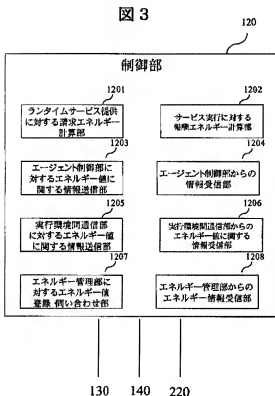 図3
120
制御部
1201
1202
ランタイムサービス提供
に対する請求エネルギー
計算部
サービス実行に対する
報酬エネルギー計算部
1203
1204
エージェント制御部に
対するエネルギー値に
関する情報送信部
エージェント制御部からの
情報受信部
1205
1206
実行環境間通信部
に対するエネルギー値
に関する情報送信部
実行環境間通信部からの
エネルギー値に関する
情報受信部
1207
1208
エネルギー管理部に
対するエネルギー値
登録 問い合わせ部
エネルギー管理部からの
エネルギー情報受信部
130 140 220